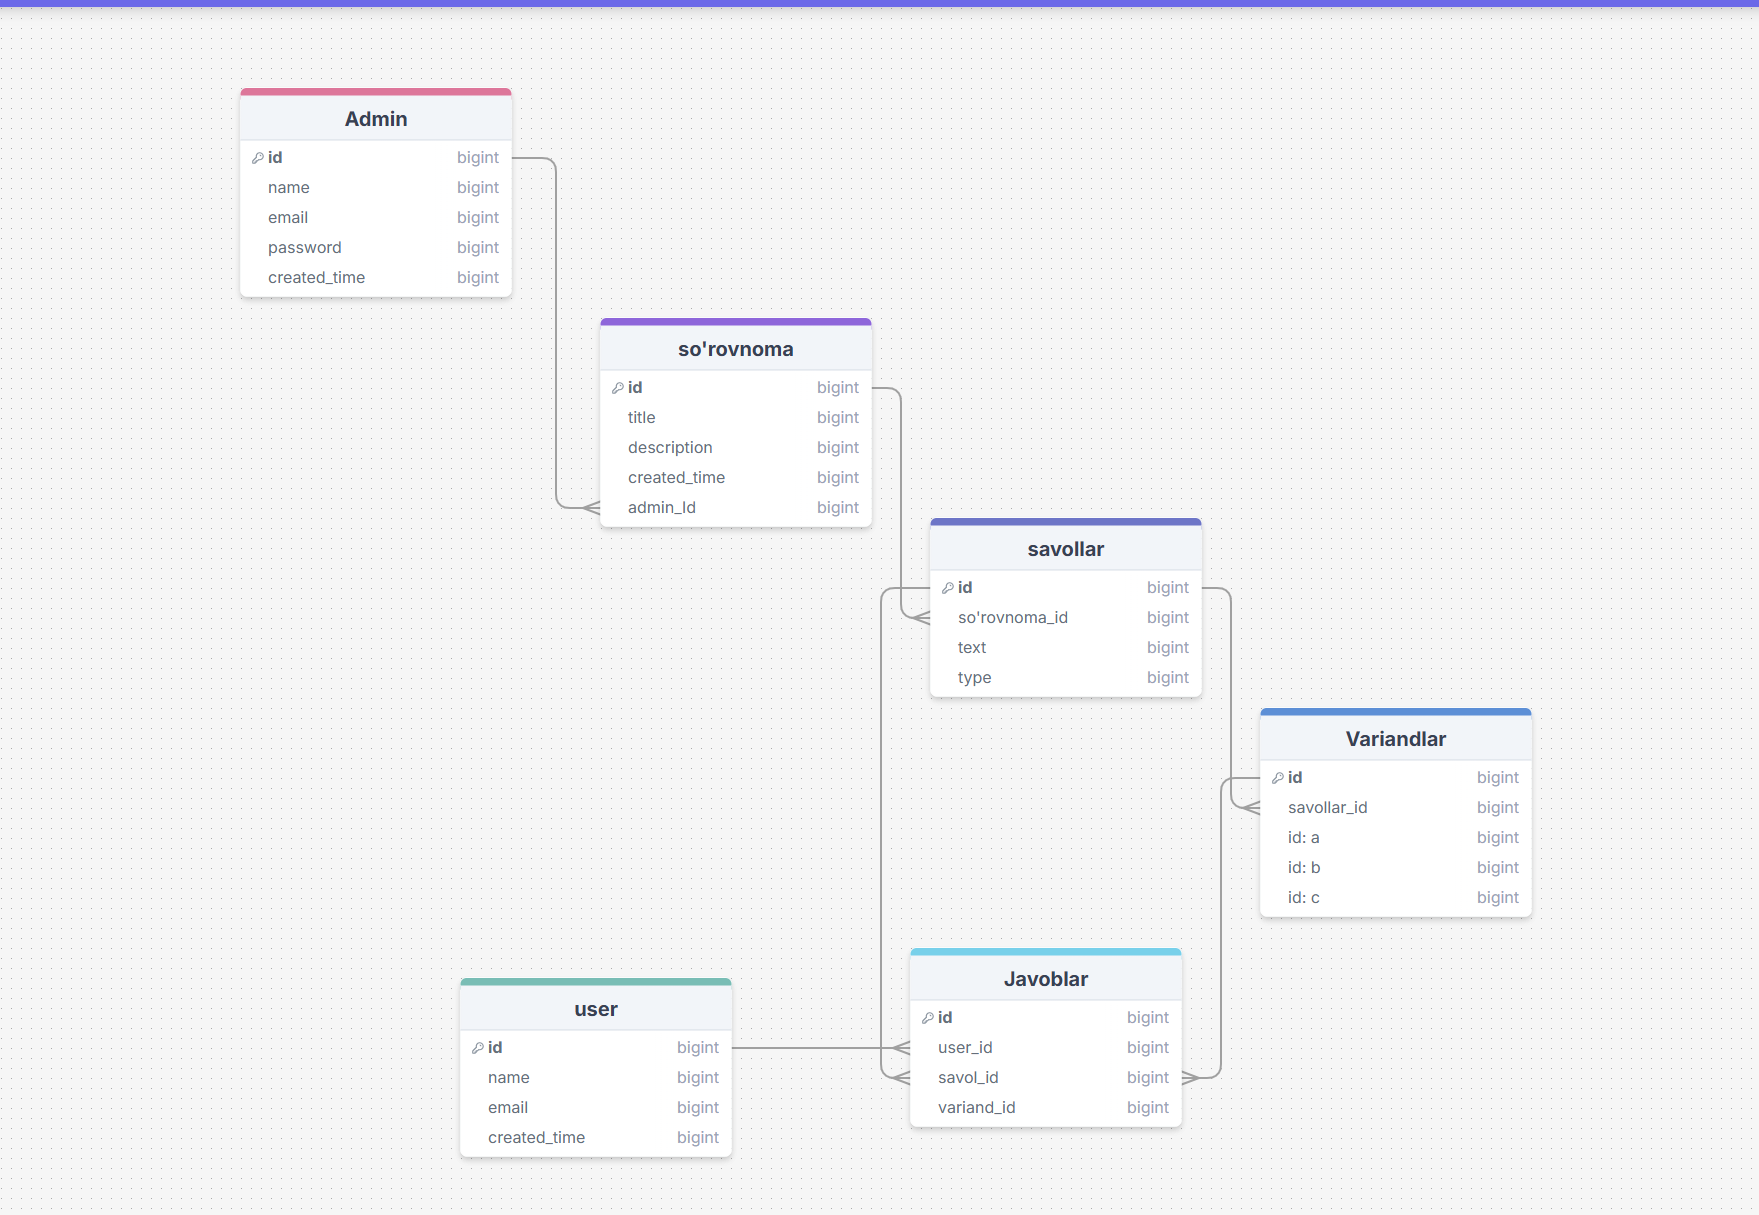 Admin
id bigint
name bigint
email bigint
password bigint
created_time bigint
so'rovnoma
id bigint
title bigint
description bigint
created_time bigint
admin_Id bigint
savollar
id bigint
so'rovnoma_id bigint
text bigint
type bigint
Variandlar
id bigint
savollar_id bigint
id: a bigint
id: b bigint
id: c bigint
Javoblar
id bigint
user_id bigint
savol_id bigint
variand_id bigint
user
id bigint
name bigint
email bigint
created_time bigint